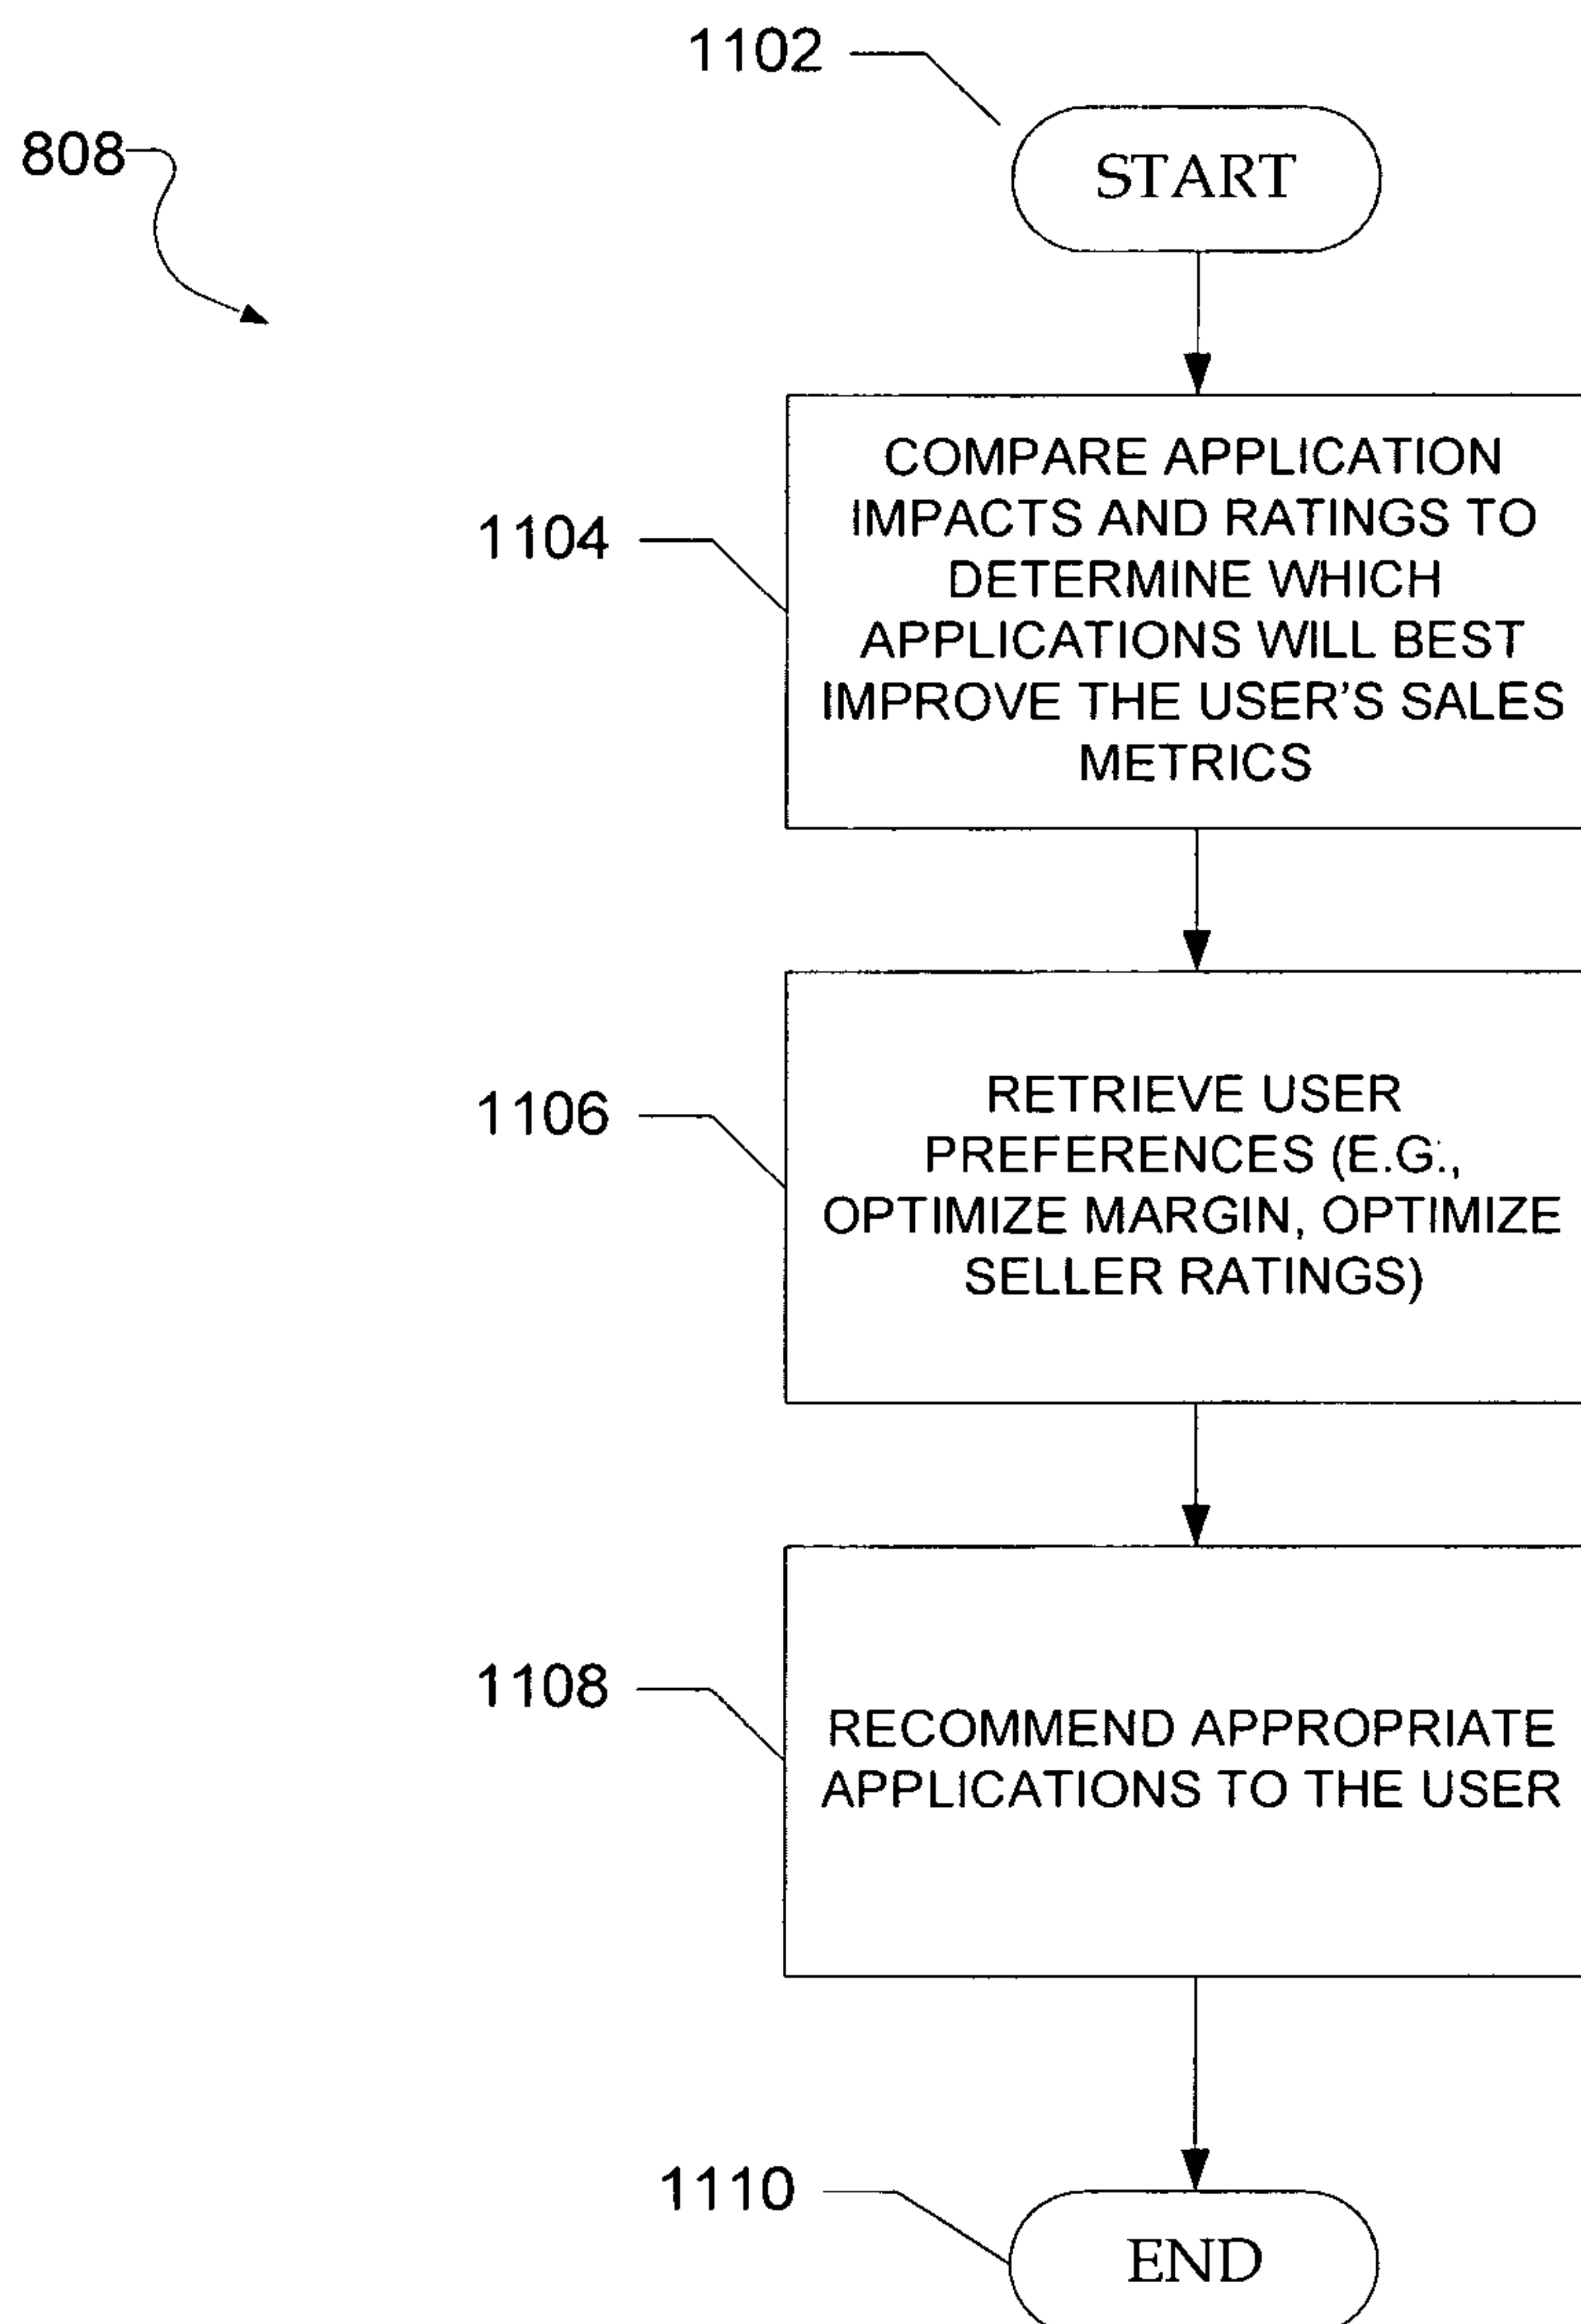 1102
808
START
1104
COMPARE APPLICATION
IMPACTS AND RATINGS TO
DETERMINE WHICH
APPLICATIONS WILL BEST
IMPROVE THE USER'S SALES
METRICS
1106
RETRIEVE USER
PREFERENCES (E.G.,
OPTIMIZE MARGIN, OPTIMIZE
SELLER RATINGS)
1108
RECOMMEND APPROPRIATE
APPLICATIONS TO THE USER
1110
END